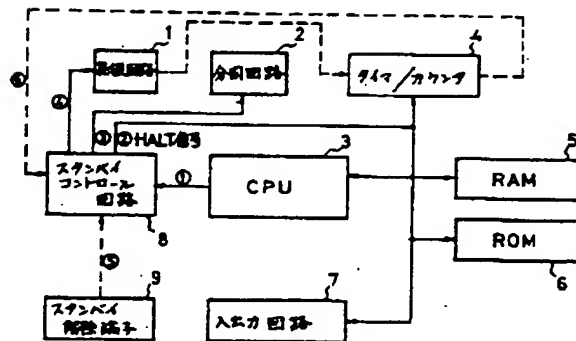 1
2
4
発振回路
分周回路
タイマ/カウンタ
⑥
④
③
②HALT信号
3
5
スタンバイ
コントロール
回路
①
CPU
RAM
8
ROM
⑤
6
9
7
スタンバイ
解除端子
入出力回路